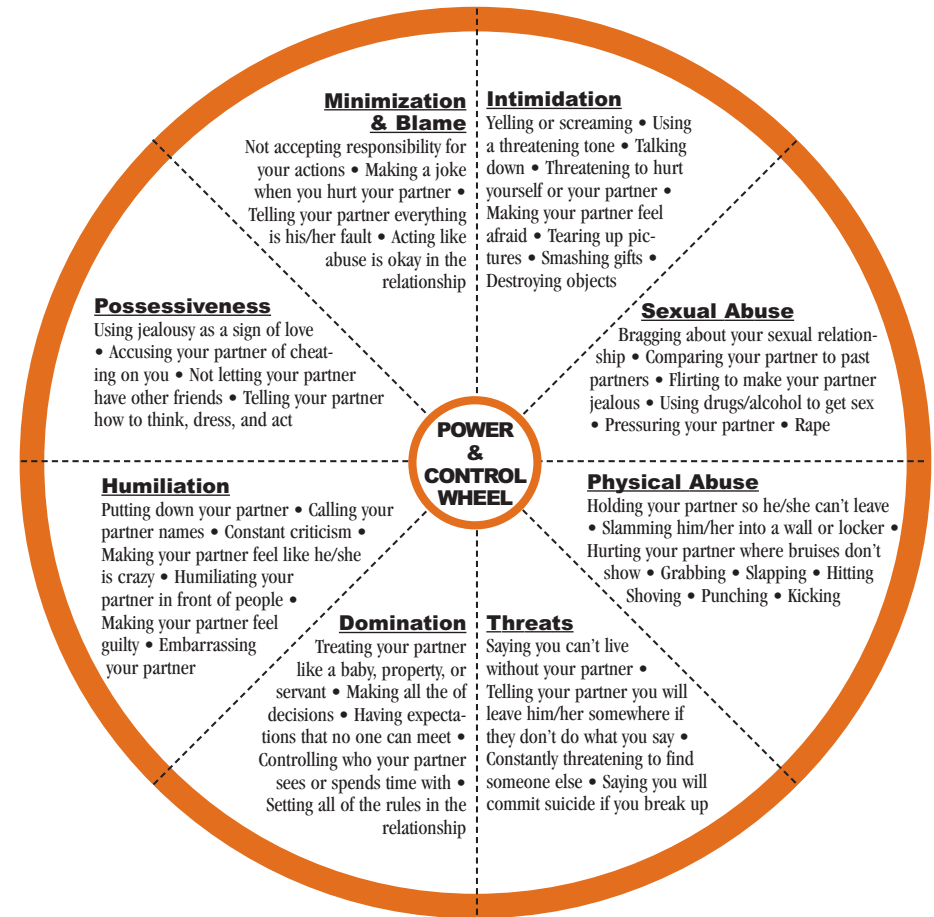 Minimization
& Blame
Not accepting responsibility for
your actions • Making a joke
when you hurt your partner •
Telling your partner everything
is his/her fault • Acting like
abuse is okay in the
relationship
Intimidation
Yelling or screaming • Using
a threatening tone • Talking
down • Threatening to hurt
yourself or your partner •
Making your partner feel
afraid • Tearing up pic-
tures • Smashing gifts •
Destroying objects
Possessiveness
Using jealousy as a sign of love
• Accusing your partner of cheat-
ing on you • Not letting your partner
have other friends • Telling your partner
how to think, dress, and act
Sexual Abuse
Bragging about your sexual relation-
ship • Comparing your partner to past
partners • Flirting to make your partner
jealous • Using drugs/alcohol to get sex
• Pressuring your partner • Rape
POWER
&
CONTROL
WHEEL
Humiliation
Putting down your partner • Calling your
partner names • Constant criticism •
Making your partner feel like he/she
is crazy • Humiliating your
partner in front of people •
Making your partner feel
guilty • Embarrassing
your partner
Physical Abuse
Holding your partner so he/she can't leave
• Slamming him/her into a wall or locker •
Hurting your partner where bruises don't
show • Grabbing • Slapping • Hitting
Shoving • Punching • Kicking
Domination
Treating your partner
like a baby, property, or
servant • Making all the of
decisions • Having expecta-
tions that no one can meet •
Controlling who your partner
sees or spends time with •
Setting all of the rules in the
relationship
Threats
Saying you can't live
without your partner •
Telling your partner you will
leave him/her somewhere if
they don't do what you say •
Constantly threatening to find
someone else • Saying you will
commit suicide if you break up